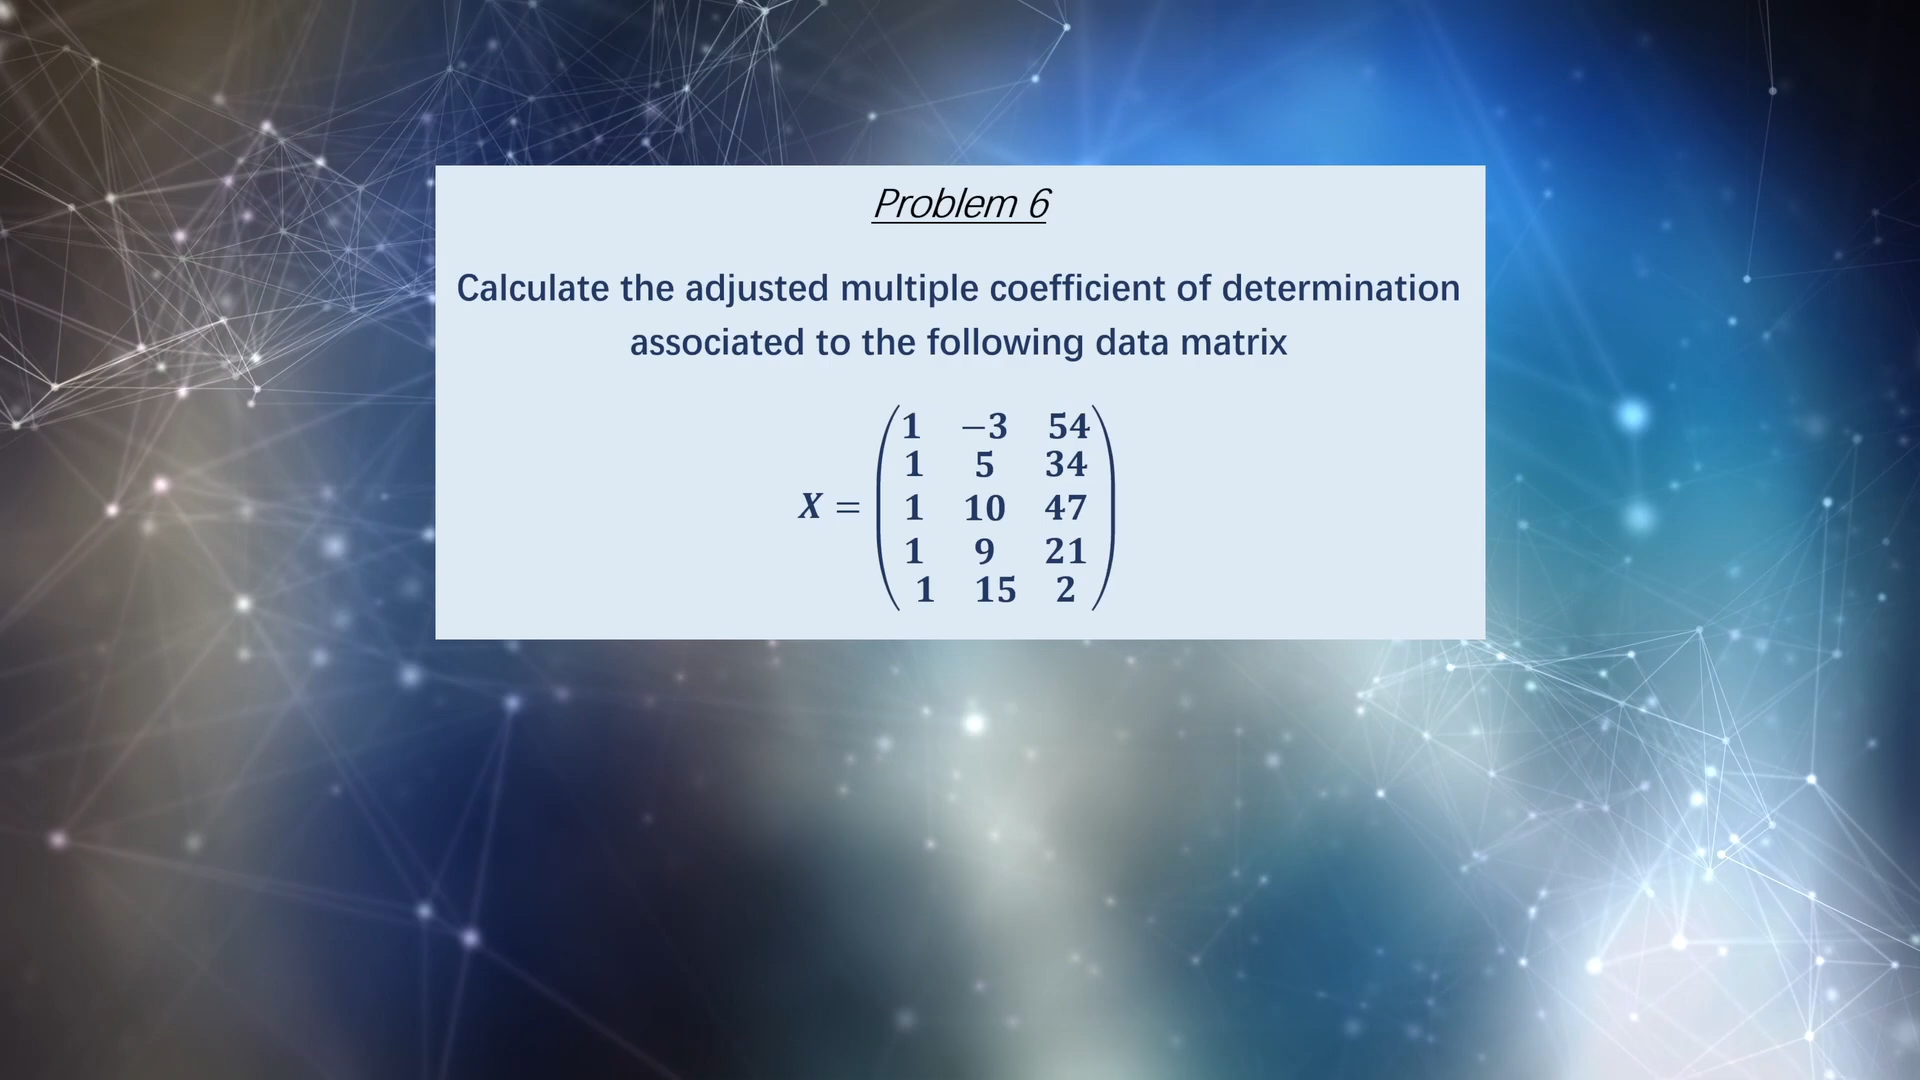 Problem 6
Calculate the adjusted multiple coefficient of determination
associated to the following data matrix
1 −3 54
1 5 34
X = 1 10 47
1 9 21
1 15 2